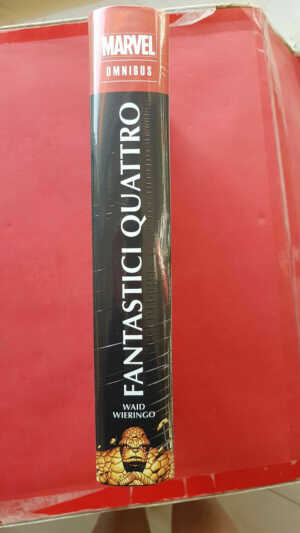 MARVEL
OMNIBUS
FANTASTICI QUATTRO
WAID
WIERINGO